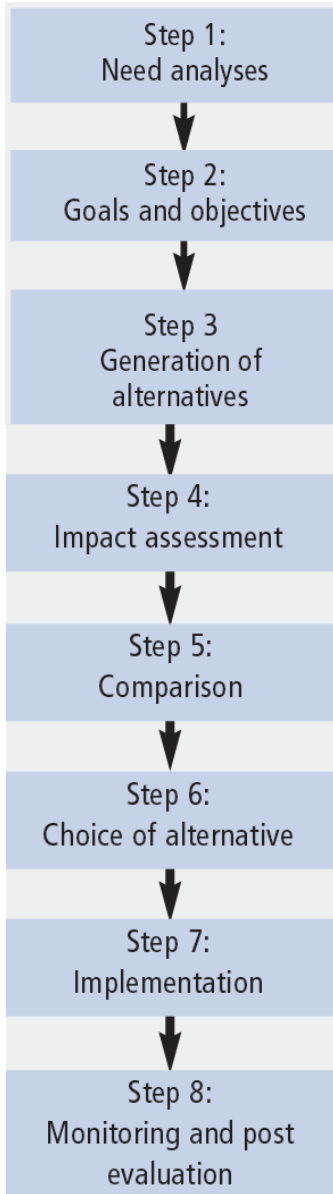 Step 1:
Need analyses
Step 2:
Goals and objectives
Step 3
Generation of
alternatives
Step 4:
Impact assessment
Step 5:
Comparison
Step 6:
Choice of alternative
Step 7:
Implementation
Step 8:
Monitoring and post
evaluation